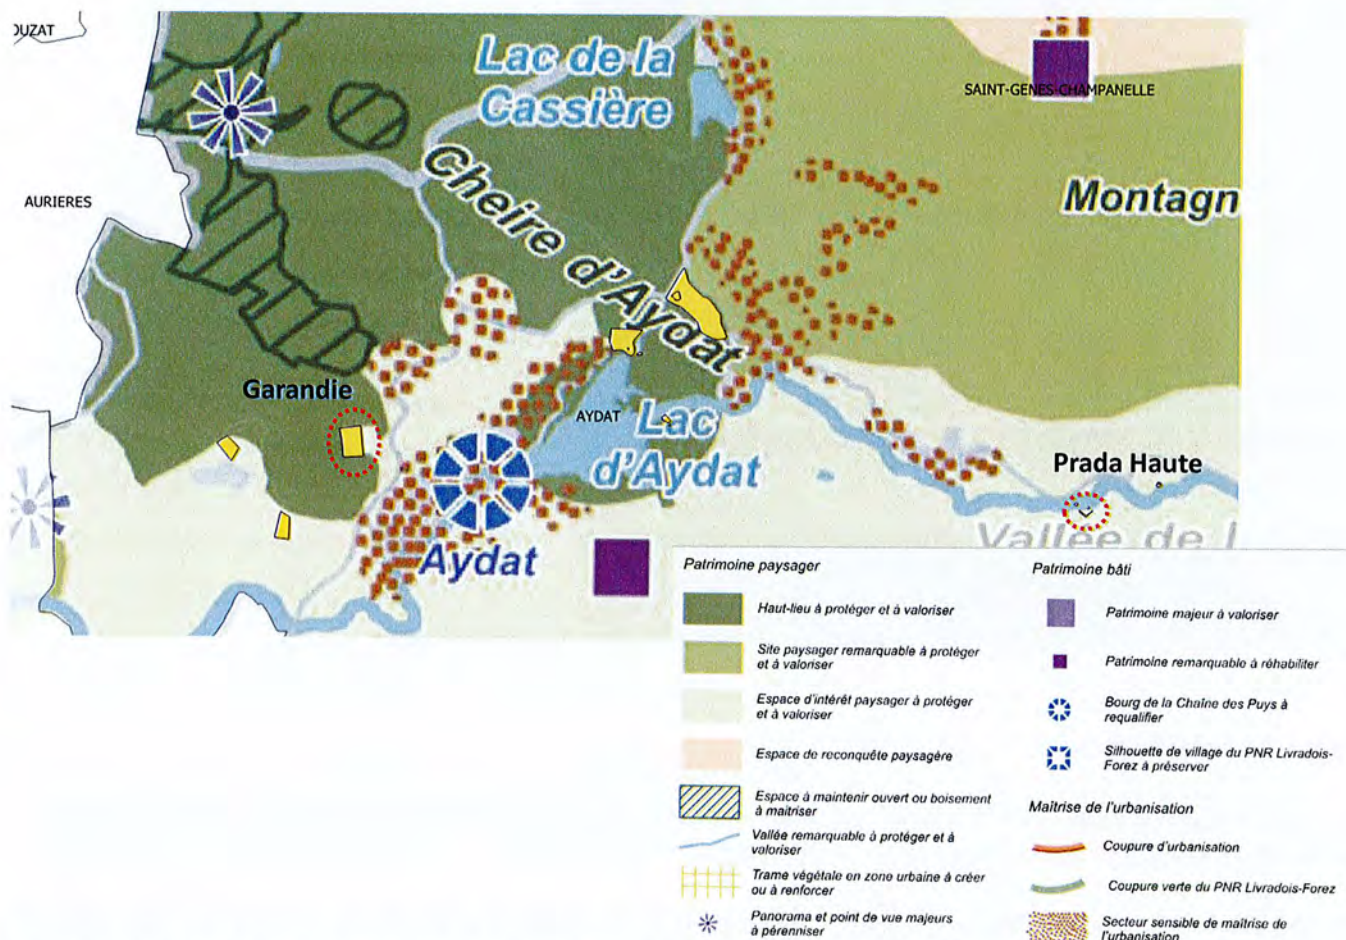 OUZAT
Lac de la
Cassière
SAINT-GENES-CHAMPANELLE
AURIERES
Cheire d'Aydat
Montagn
Garandie
AYDAT
Lac
d'Aydat
Prada Haute
Vallée de l
Aydat
Patrimoine paysager
Haut-lieu à protéger et à valoriser
Site paysager remarquable à protéger
et à valoriser
Espace d'intérêt paysager à protéger
et à valoriser
Espace de reconquête paysagère
Espace à maintenir ouvert ou boisement
à maitriser
Vallée remarquable à protéger et à
valoriser
Trame végétale en zone urbaine à créer
ou à renforcer
Panorama et point de vue majeurs
à pérenniser
Patrimoine bâti
Patrimoine majeur à valoriser
Patrimoine remarquable à réhabiliter
Bourg de la Chaîne des Puys à
requalifier
Silhouette de village du PNR Livradois-
Forez à préserver
Maîtrise de l'urbanisation
Coupure d'urbanisation
Coupure verte du PNR Livradois-Forez
Secteur sensible de maîtrise de
l'urbanisation